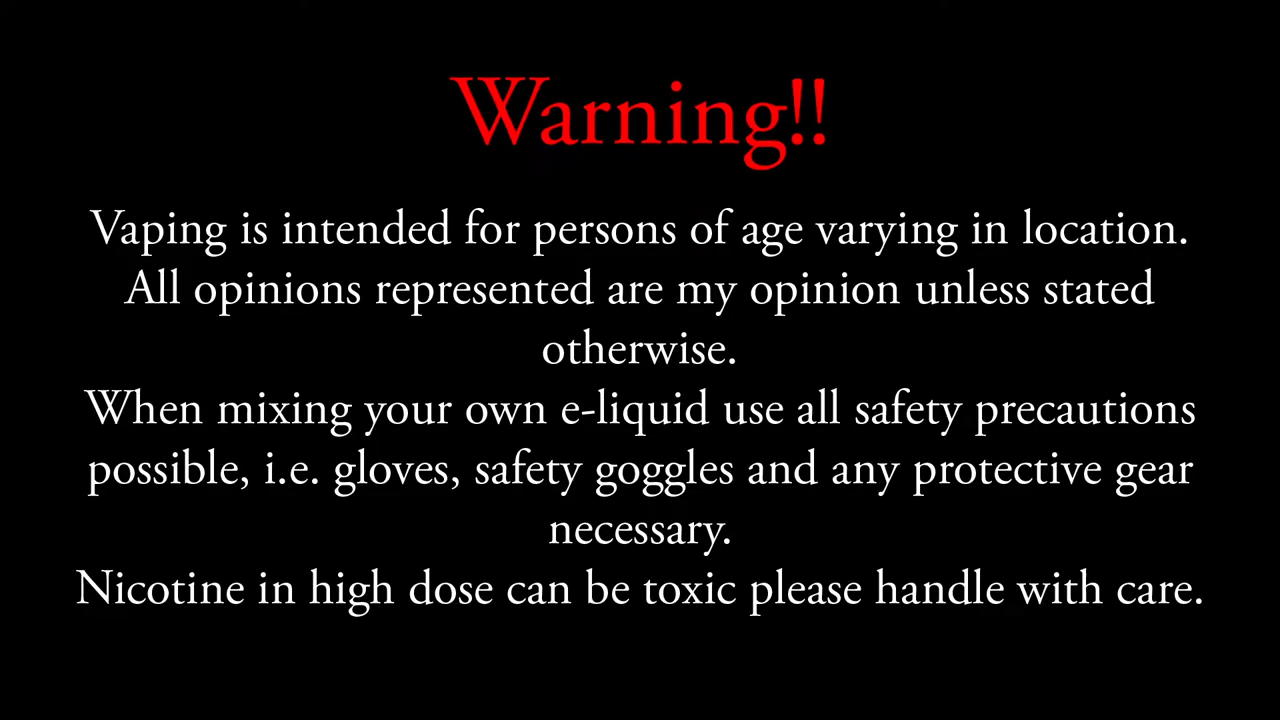 Warning!!
Vaping is intended for persons of age varying in location.
All opinions represented are my opinion unless stated
otherwise.
When mixing your own e-liquid use all safety precautions
possible, i.e. gloves, safety goggles and any protective gear
necessary.
Nicotine in high dose can be toxic please handle with care.